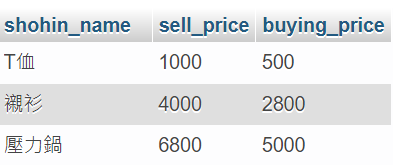 shohin_name sell_price buying_price
T恤 1000 500
襯衫 4000 2800
壓力鍋 6800 5000